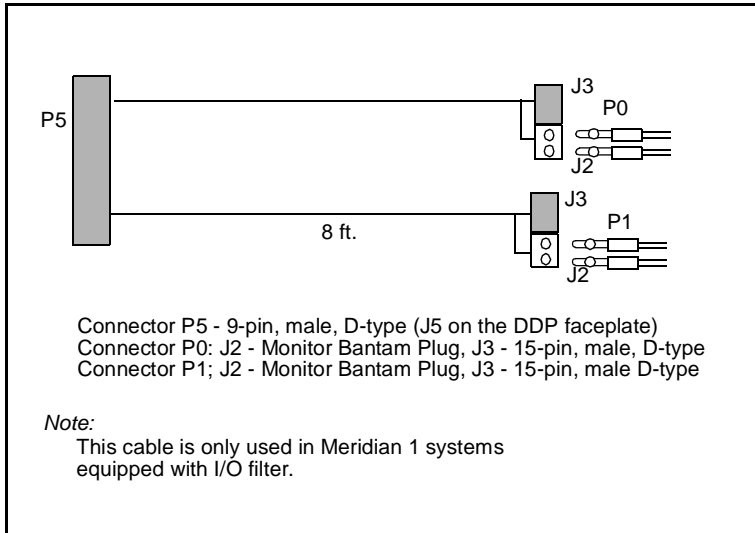 J3
P0
P5
J2
J3
P1
8 ft.
J2
Connector P5 - 9-pin, male, D-type (J5 on the DDP faceplate)
Connector P0: J2 - Monitor Bantam Plug, J3 - 15-pin, male, D-type
Connector P1; J2 - Monitor Bantam Plug, J3 - 15-pin, male D-type
Note:
This cable is only used in Meridian 1 systems
equipped with I/O filter.